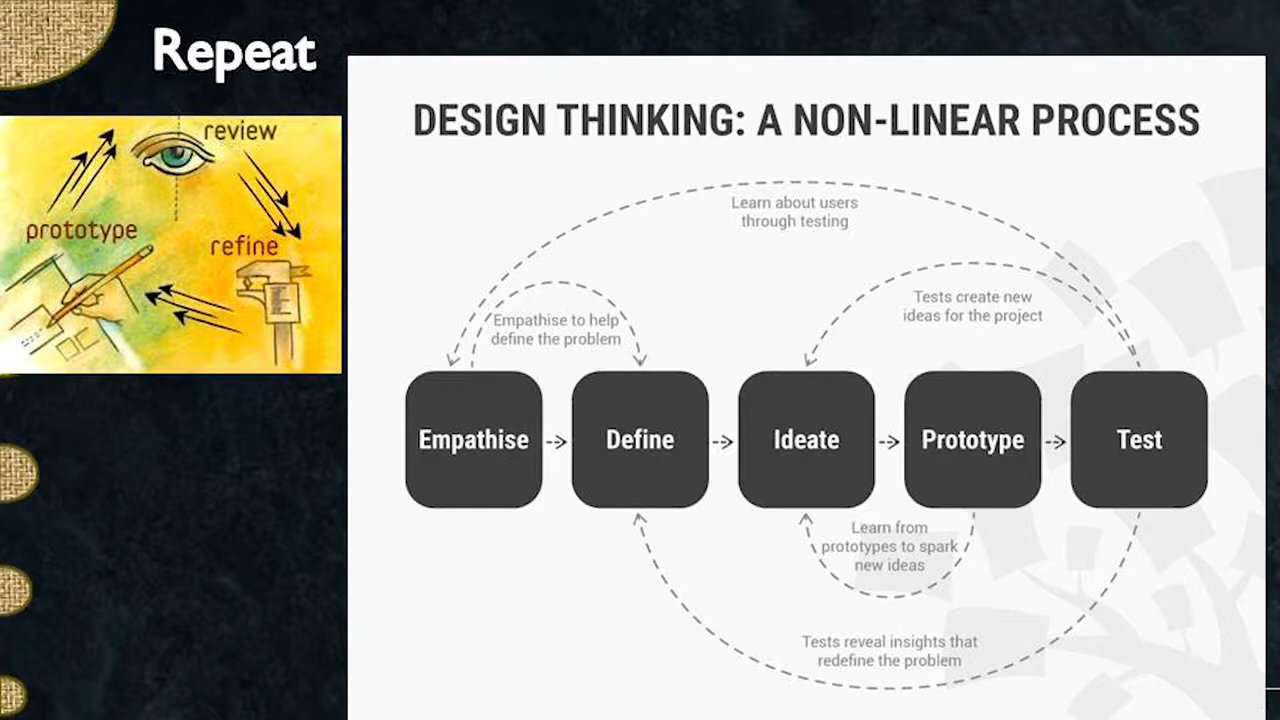 Repeat
review
prototype
refine
DESIGN THINKING: A NON-LINEAR PROCESS
Learn about users
through testing
Tests create new
ideas for the project
Empathise to help
define the problem
Empathise
Define
Ideate
Prototype
Test
Learn from
prototypes to spark
new ideas
Tests reveal insights that
redefine the problem